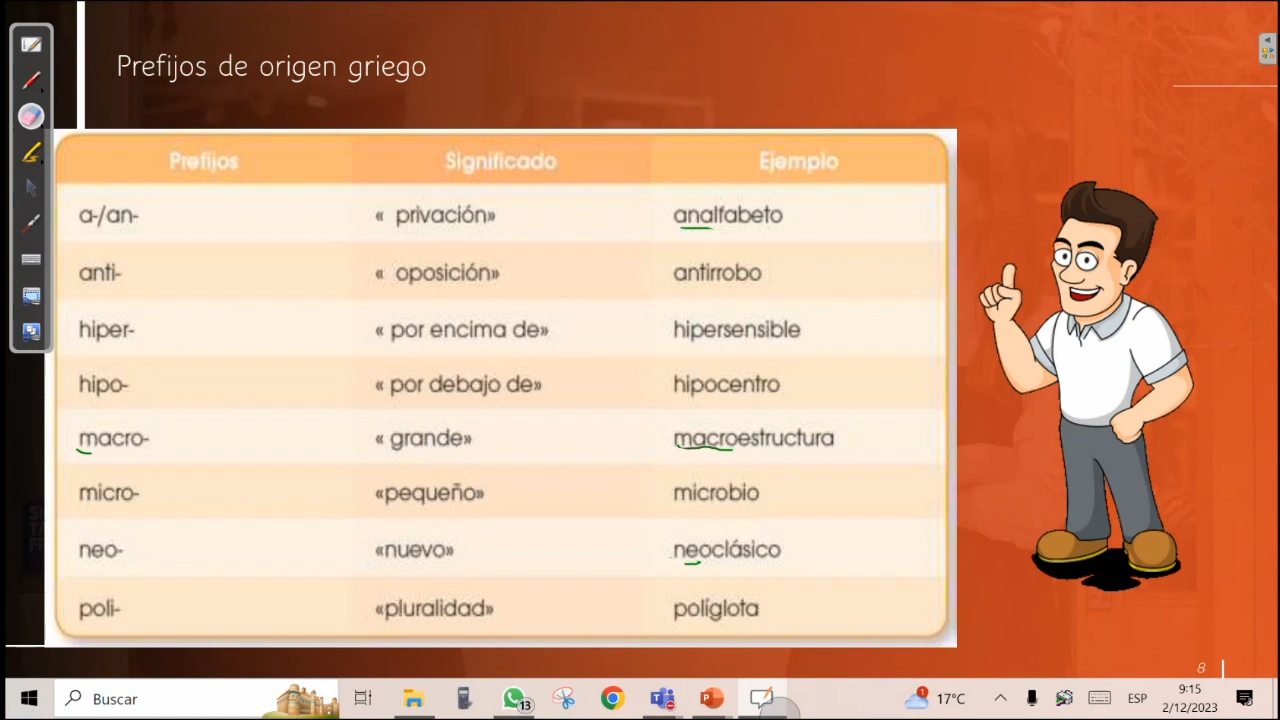 Prefijos de origen griego
Prefijos Significado Ejemplo
a-/an- « privación» analfabeto
anti- « oposición» antirrobo
hiper- « por encima de» hipersensible
hipo- « por debajo de» hipocentro
macro- « grande» macroestructura
micro- «pequeño» microbio
neo- «nuevo» neoclásico
poli- «pluralidad» políglota
8
Buscar 13 1 17°C ESP 9:15
2/12/2023